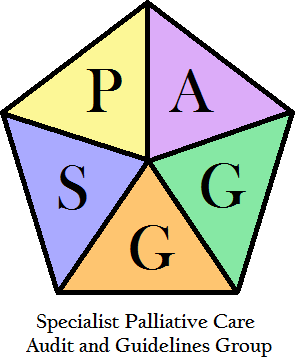 P A
S G
G
Specialist Palliative Care
Audit and Guidelines Group